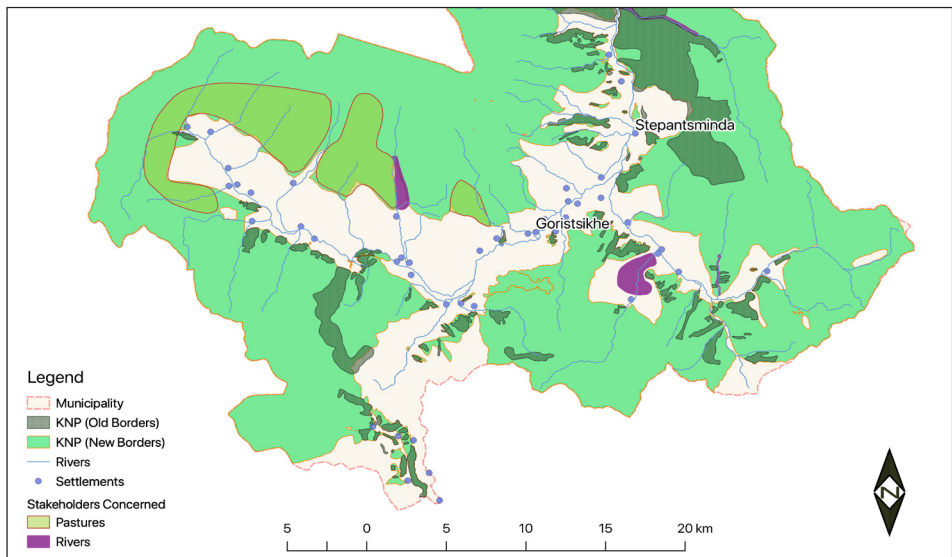 Stepantsminda
Goristsikhe
Legend
Municipality
KNP (Old Borders)
KNP (New Borders)
Rivers
Settlements
Stakeholders Concerned
Pastures
Rivers
5 0 5 10 15 20 km
N